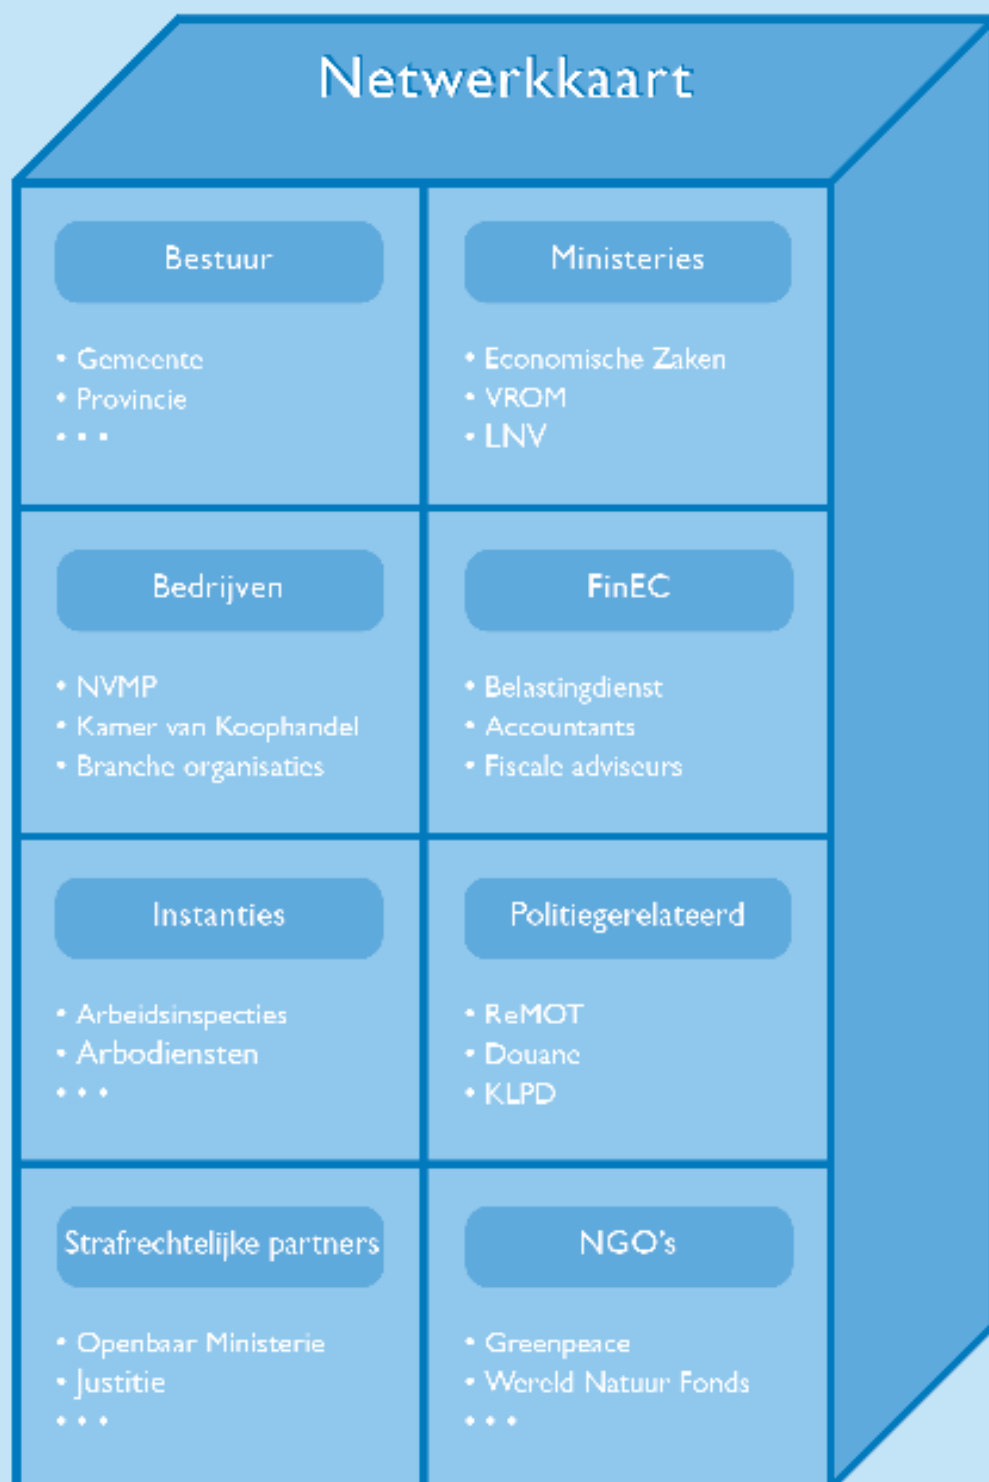 Netwerkkaart
Bestuur
• Gemeente
• Provincie
• • •
Ministeries
• Economische Zaken
• VROM
• LNV
Bedrijven
• NVMP
• Kamer van Koophandel
• Branche organisaties
FinEC
• Belastingdienst
• Accountants
• Fiscale adviseurs
Instanties
• Arbeidsinspecties
• Arbodiensten
• • •
Politiegerelateerd
• ReMOT
• Douane
• KLPD
Strafrechtelijke partners
• Openbaar Ministerie
• Justitie
• • •
NGO's
• Greenpeace
• Wereld Natuur Fonds
• • •